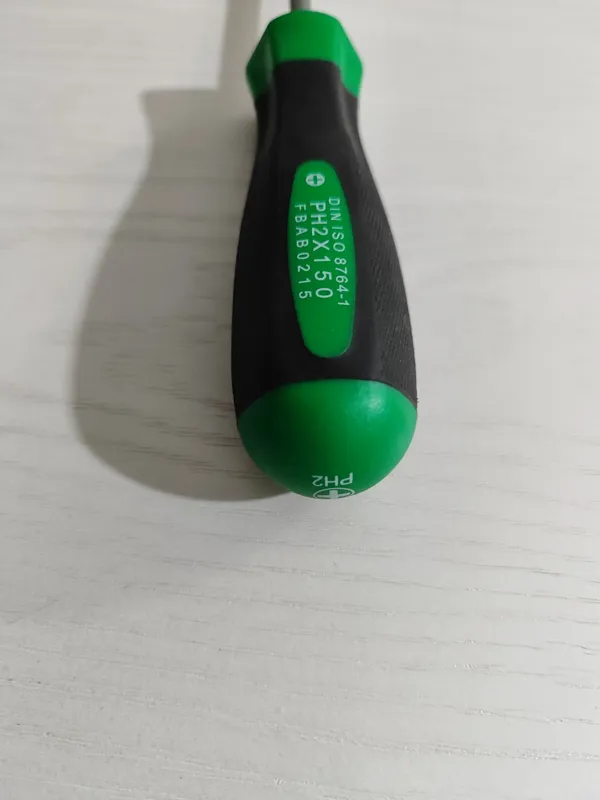 DIN ISO 8764-1
PH2X150
FBAB0215
PH2